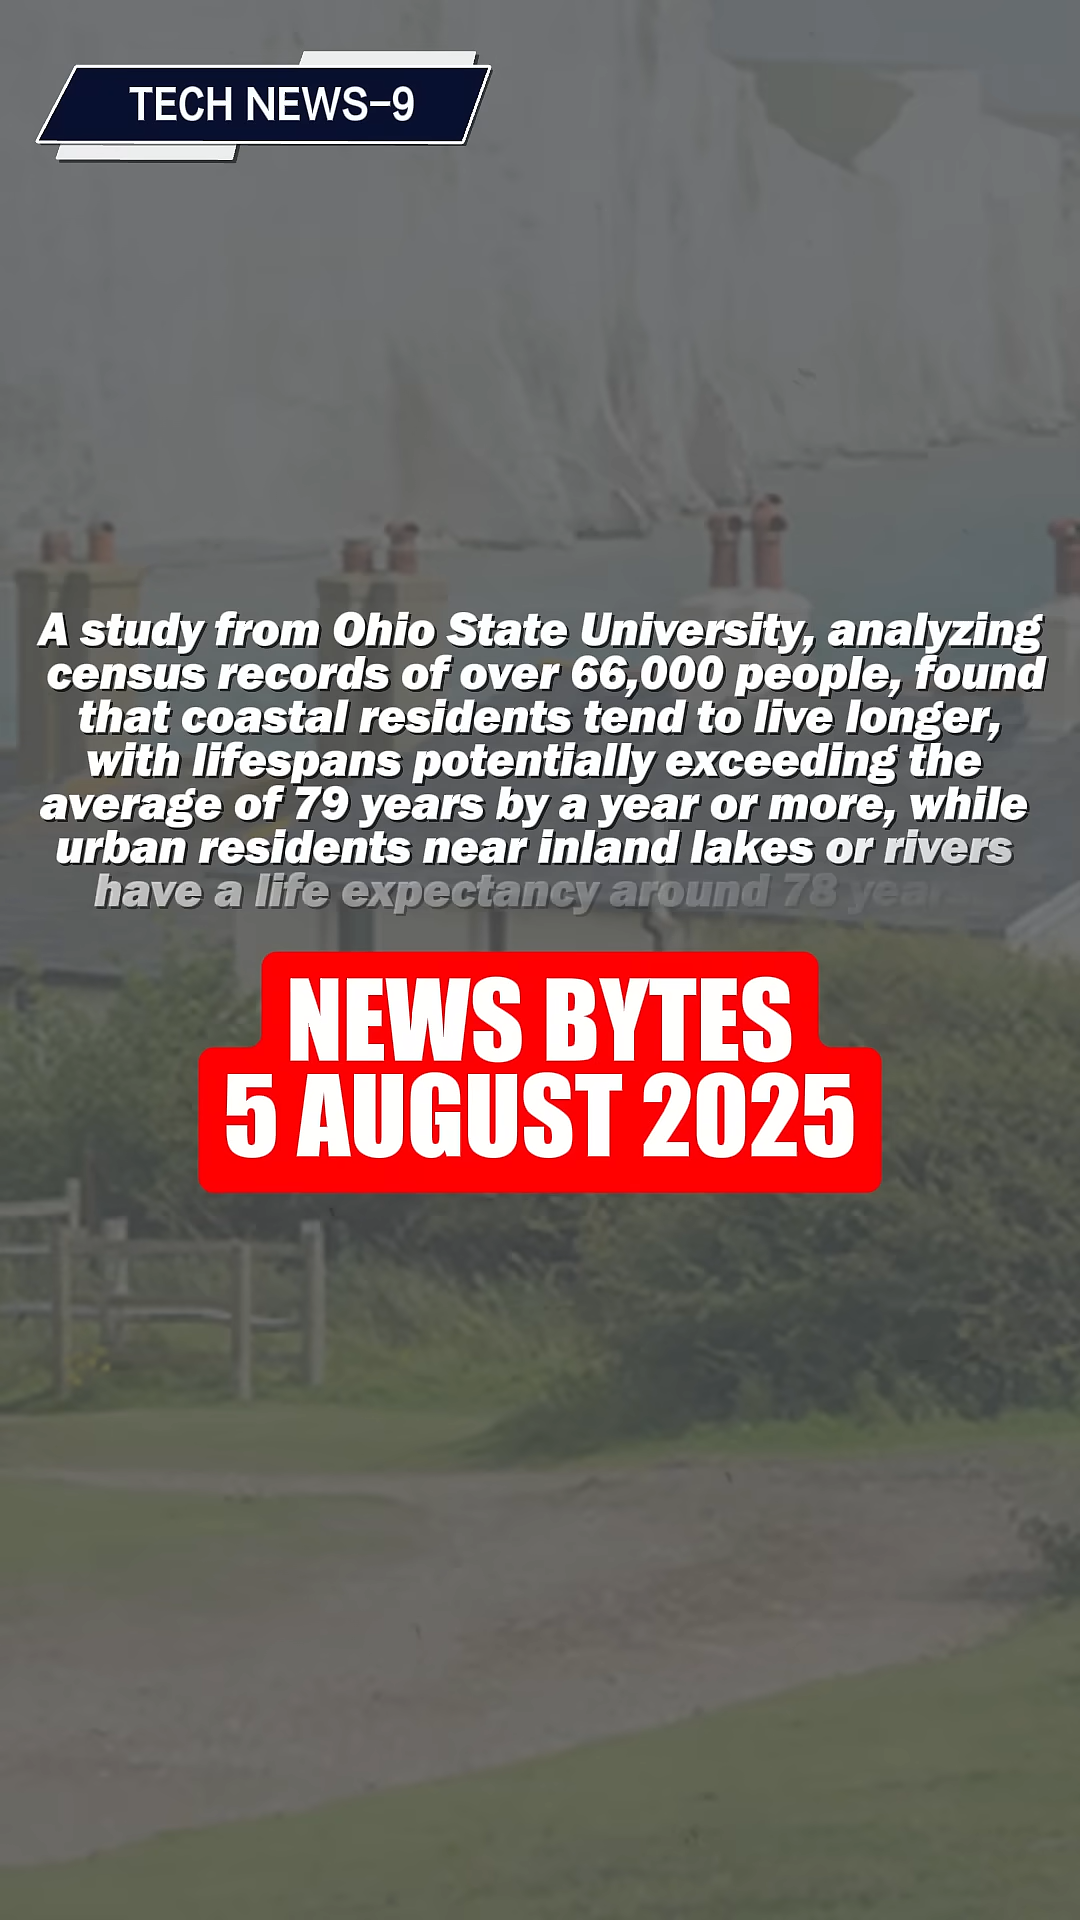 TECH NEWS-9
A study from Ohio State University, analyzing
census records of over 66,000 people, found
that coastal residents tend to live longer,
with lifespans potentially exceeding the
average of 79 years by a year or more, while
urban residents near inland lakes or rivers
have a life expectancy around 78 years.
NEWS BYTES
5 AUGUST 2025